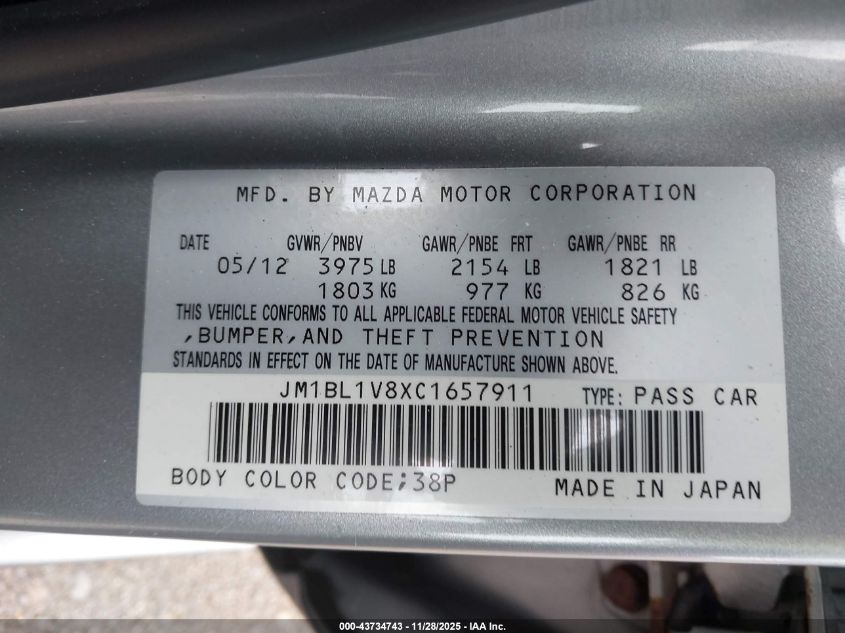 MFD. BY MAZDA MOTOR CORPORATION
DATE GVWR/PNBV GAWR/PNBE FRT GAWR/PNBE RR
05/12 3975 LB 2154 LB 1821 LB
1803 KG 977 KG 826 KG
THIS VEHICLE CONFORMS TO ALL APPLICABLE FEDERAL MOTOR VEHICLE SAFETY
,BUMPER,AND THEFT PREVENTION
STANDARDS IN EFFECT ON THE DATE OF MANUFACTURE SHOWN ABOVE.
JM1BL1V8XC1657911 TYPE: PASS CAR
BODY COLOR CODE;38P MADE IN JAPAN
000-43734743 - 11/28/2025 - IAA Inc.